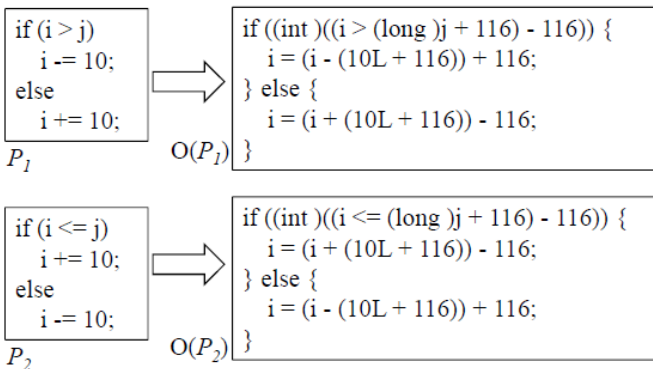 if (i > j)
i -= 10;
else
i += 10;
P1
if ((int )((i > (long )j + 116) - 116)) {
i = (i - (10L + 116)) + 116;
} else {
i = (i + (10L + 116)) - 116;
}
O(P1)
if (i <= j)
i += 10;
else
i -= 10;
P2
if ((int )((i <= (long )j + 116) - 116)) {
i = (i + (10L + 116)) - 116;
} else {
i = (i - (10L + 116)) + 116;
}
O(P2)